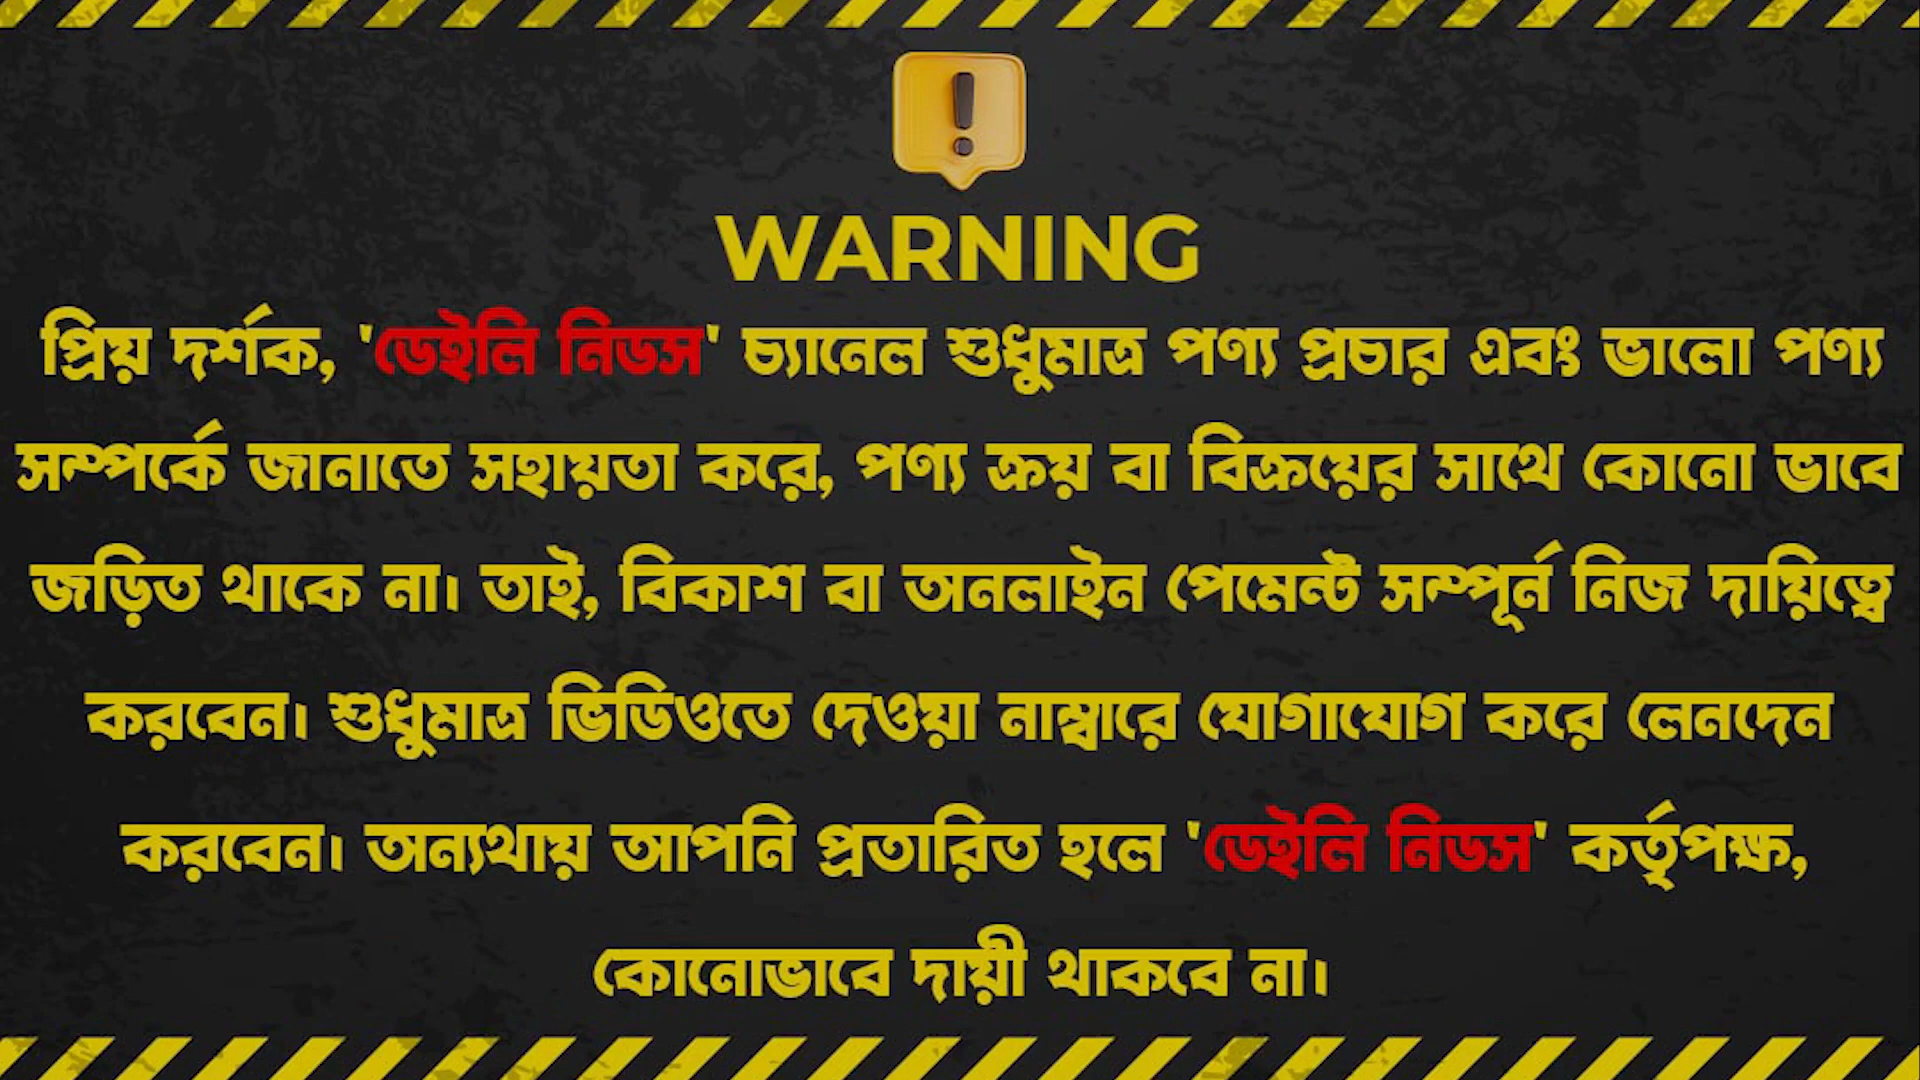 WARNING
প্রিয় দর্শক, 'ডেইলি নিডস' চ্যানেল শুধুমাত্র পণ্য প্রচার এবং ভালো পণ্য
সম্পর্কে জানাতে সহায়তা করে, পণ্য ক্রয় বা বিক্রয়ের সাথে কোনো ভাবে
জড়িত থাকে না। তাই, বিকাশ বা অনলাইন পেমেন্ট সম্পূর্ন নিজ দায়িত্বে
করবেন। শুধুমাত্র ভিডিওতে দেওয়া নাম্বারে যোগাযোগ করে লেনদেন
করবেন। অন্যথায় আপনি প্রতারিত হলে 'ডেইলি নিডস' কর্তৃপক্ষ,
কোনোভাবে দায়ী থাকবে না।